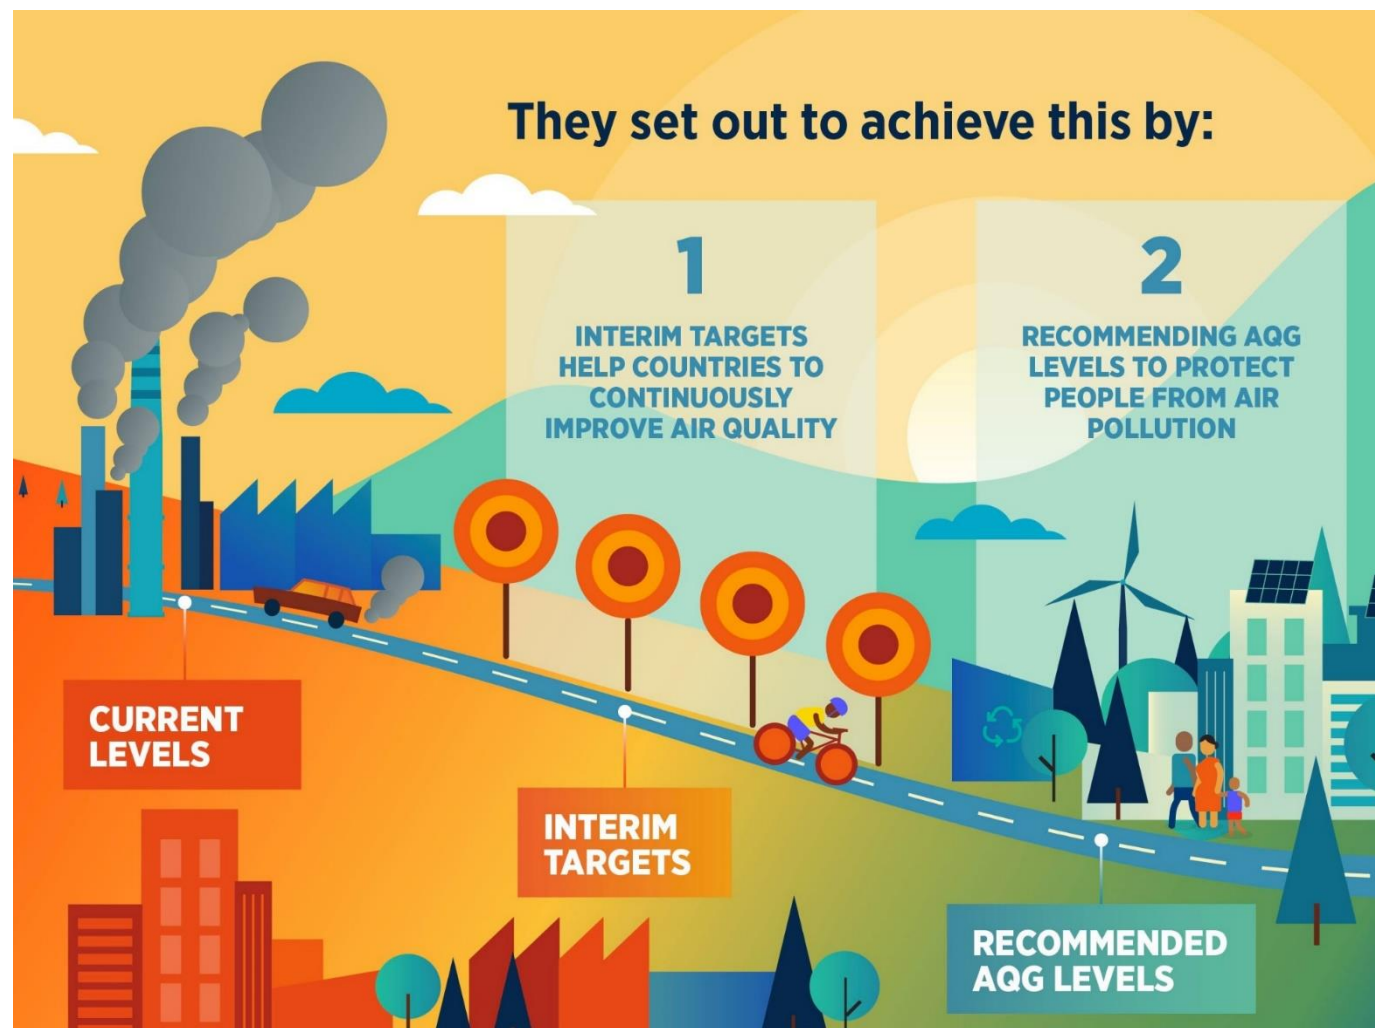 They set out to achieve this by:
1
INTERIM TARGETS
HELP COUNTRIES TO
CONTINUOUSLY
IMPROVE AIR QUALITY
2
RECOMMENDING AQG
LEVELS TO PROTECT
PEOPLE FROM AIR
POLLUTION
CURRENT
LEVELS
INTERIM
TARGETS
RECOMMENDED
AQG LEVELS